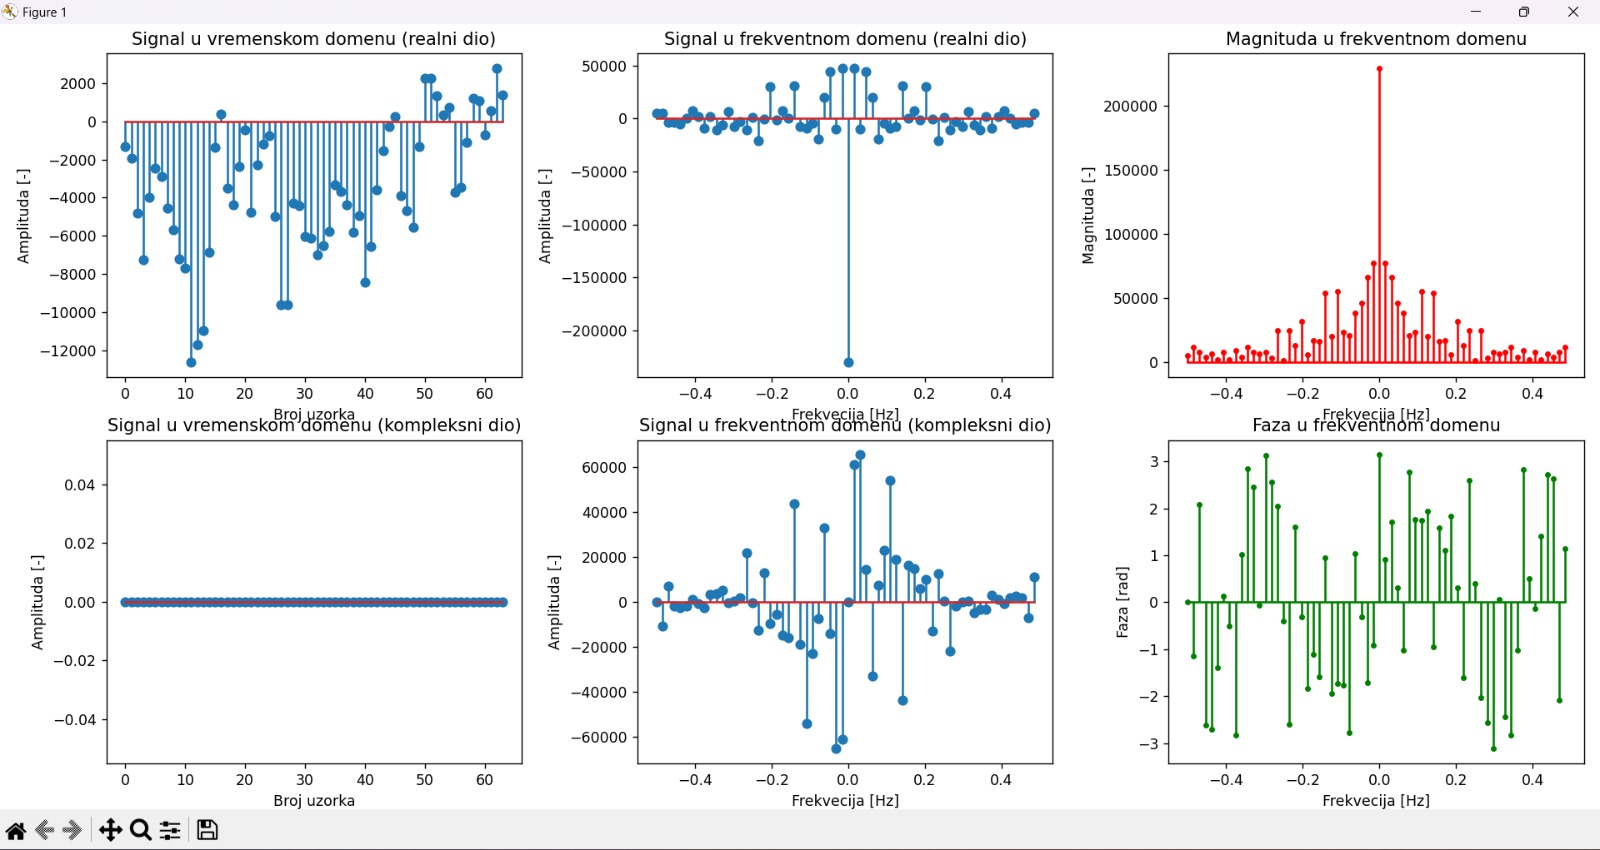 Figure 1
Signal u vremenskom domenu (realni dio)
Amplituda [-]
2000
0
−2000
−4000
−6000
−8000
−10000
−12000
0 10 20 30 40 50 60
Broj uzorka
Signal u frekventnom domenu (realni dio)
Amplituda [-]
50000
0
−50000
−100000
−150000
−200000
−0.4 −0.2 0.0 0.2 0.4
Frekvecija [Hz]
Magnituda u frekventnom domenu
Magnituda [-]
200000
150000
100000
50000
0
−0.4 −0.2 0.0 0.2 0.4
Frekvecija [Hz]
Signal u vremenskom domenu (kompleksni dio)
Amplituda [-]
0.04
0.02
0.00
−0.02
−0.04
0 10 20 30 40 50 60
Broj uzorka
Signal u frekventnom domenu (kompleksni dio)
Amplituda [-]
60000
40000
20000
0
−20000
−40000
−60000
−0.4 −0.2 0.0 0.2 0.4
Frekvecija [Hz]
Faza u frekventnom domenu
Faza [rad]
3
2
1
0
−1
−2
−3
−0.4 −0.2 0.0 0.2 0.4
Frekvecija [Hz]